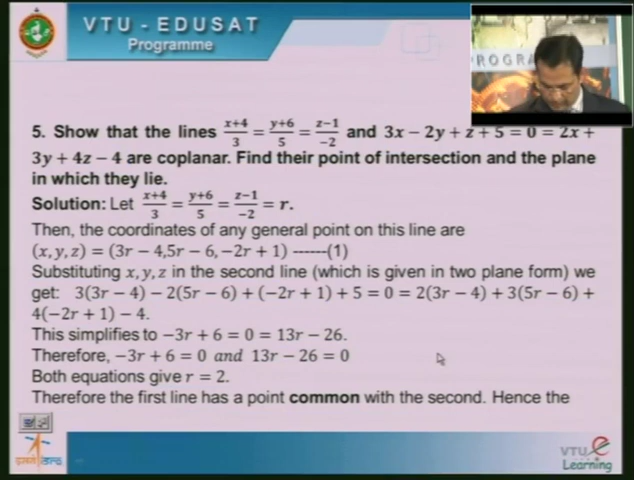 VTU - EDUSAT
Programme
PROGRA
5. Show that the lines (x+4)/3 = (y+6)/5 = (z−1)/−2 and 3x − 2y + z + 5 = 0 = 2x +
3y + 4z − 4 are coplanar. Find their point of intersection and the plane
in which they lie.
Solution: Let (x+4)/3 = (y+6)/5 = (z−1)/−2 = r.
Then, the coordinates of any general point on this line are
(x, y, z) = (3r − 4,5r − 6, −2r + 1) ------(1)
Substituting x, y, z in the second line (which is given in two plane form) we
get: 3(3r − 4) − 2(5r − 6) + (−2r + 1) + 5 = 0 = 2(3r − 4) + 3(5r − 6) +
4(−2r + 1) − 4.
This simplifies to −3r + 6 = 0 = 13r − 26.
Therefore, −3r + 6 = 0 and 13r − 26 = 0
Both equations give r = 2.
Therefore the first line has a point common with the second. Hence the
VTU e
Learning